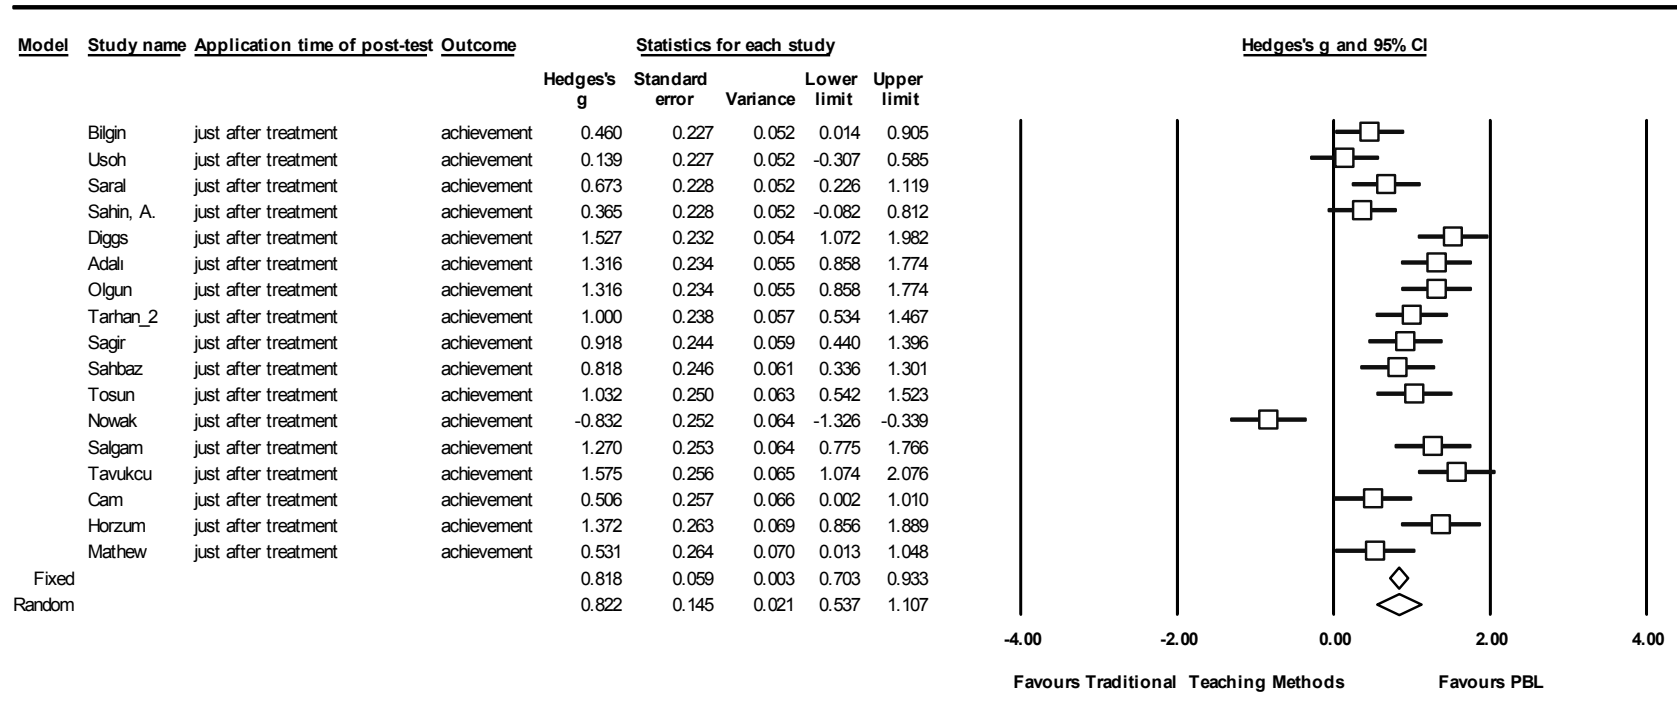 Model Study name Application time of post-test Outcome Statistics for each study Hedges's g and 95% CI
Hedges's g Standard error Variance Lower limit Upper limit
Bilgin just after treatment achievement 0.460 0.227 0.052 0.014 0.905
Usoh just after treatment achievement 0.139 0.227 0.052 -0.307 0.585
Saral just after treatment achievement 0.673 0.228 0.052 0.226 1.119
Sahin, A. just after treatment achievement 0.365 0.228 0.052 -0.082 0.812
Diggs just after treatment achievement 1.527 0.232 0.054 1.072 1.982
Adalı just after treatment achievement 1.316 0.234 0.055 0.858 1.774
Olgun just after treatment achievement 1.316 0.234 0.055 0.858 1.774
Tarhan_2 just after treatment achievement 1.000 0.238 0.057 0.534 1.467
Sagir just after treatment achievement 0.918 0.244 0.059 0.440 1.396
Sahbaz just after treatment achievement 0.818 0.246 0.061 0.336 1.301
Tosun just after treatment achievement 1.032 0.250 0.063 0.542 1.523
Nowak just after treatment achievement -0.832 0.252 0.064 -1.326 -0.339
Salgam just after treatment achievement 1.270 0.253 0.064 0.775 1.766
Tavukcu just after treatment achievement 1.575 0.256 0.065 1.074 2.076
Cam just after treatment achievement 0.506 0.257 0.066 0.002 1.010
Horzum just after treatment achievement 1.372 0.263 0.069 0.856 1.889
Mathew just after treatment achievement 0.531 0.264 0.070 0.013 1.048
Fixed 0.818 0.059 0.003 0.703 0.933
Random 0.822 0.145 0.021 0.537 1.107
-4.00 -2.00 0.00 2.00 4.00
Favours Traditional Teaching Methods Favours PBL